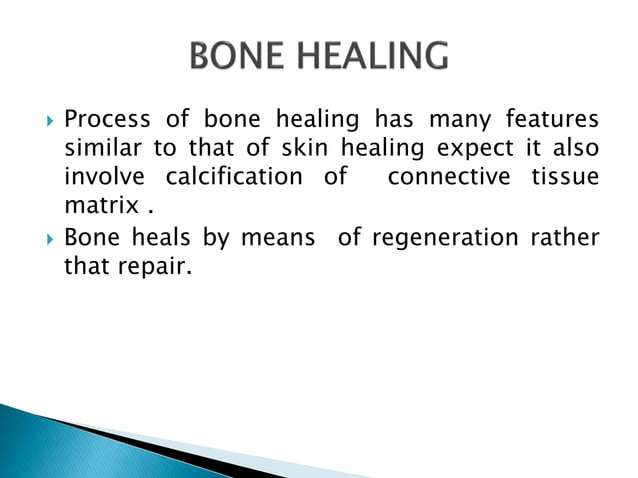 BONE HEALING
Process of bone healing has many features
similar to that of skin healing expect it also
involve calcification of connective tissue
matrix .
Bone heals by means of regeneration rather
that repair.